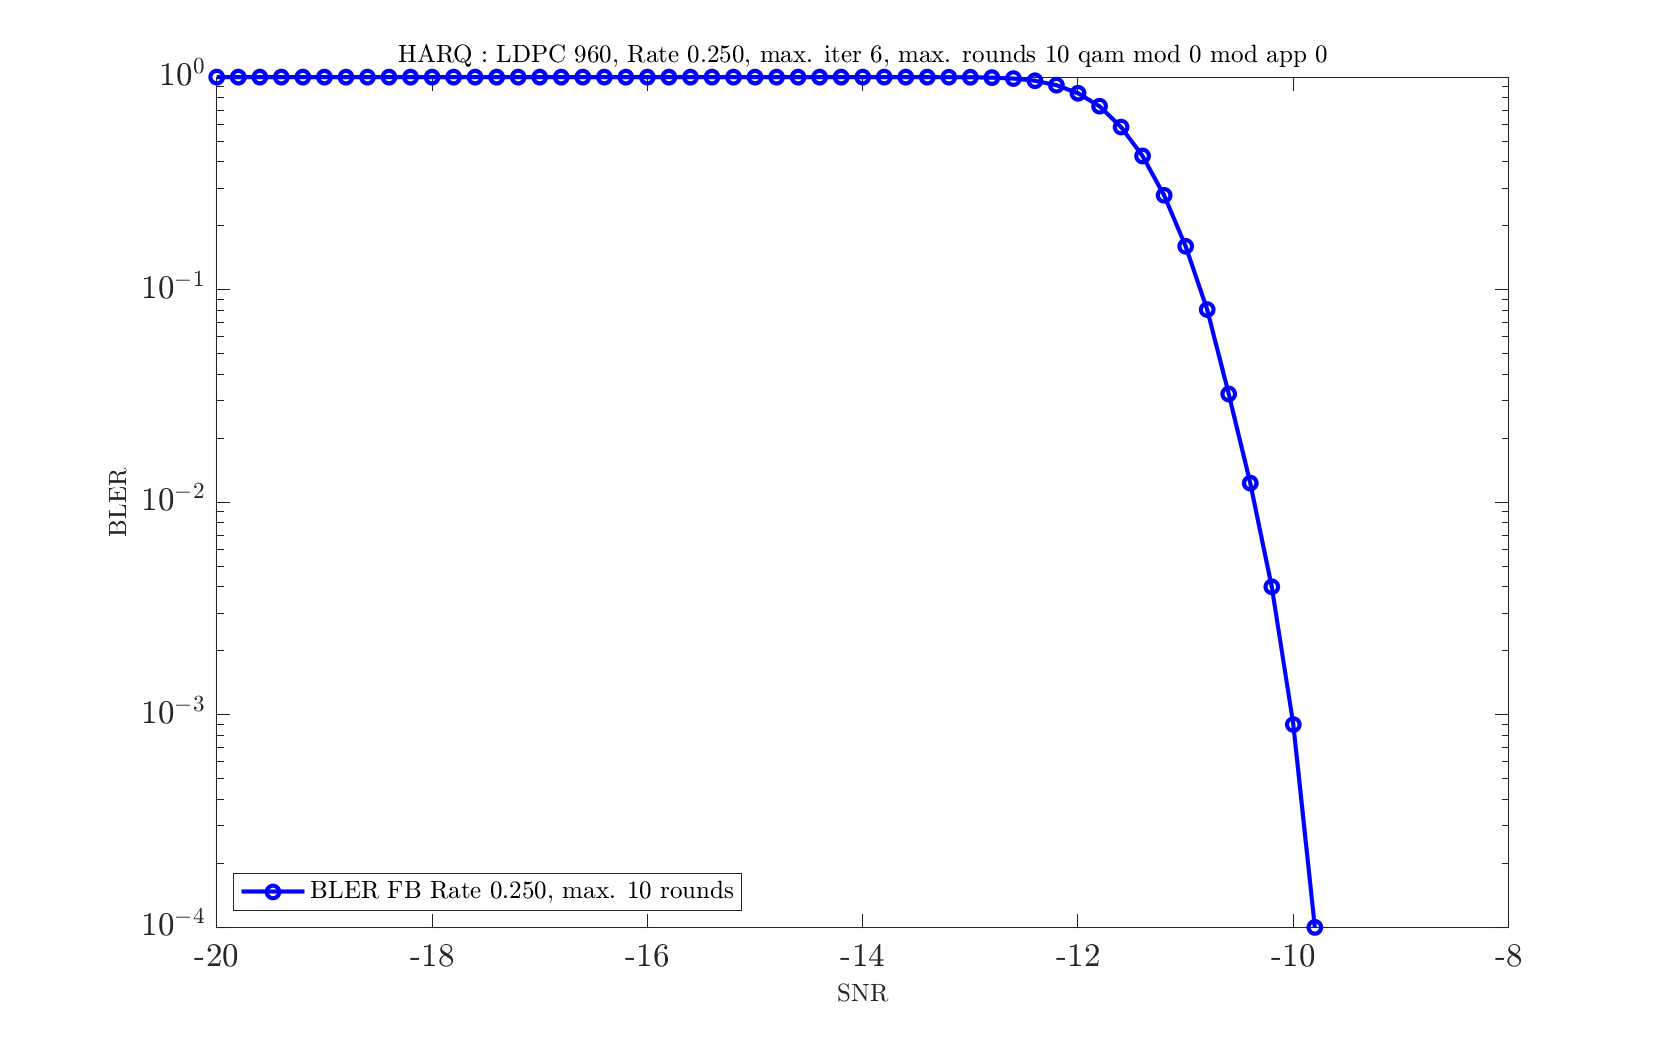 HARQ : LDPC 960, Rate 0.250, max. iter 6, max. rounds 10 qam mod 0 mod app 0
10^0
10^{-1}
10^{-2}
10^{-3}
10^{-4}
BLER
BLER FB Rate 0.250, max. 10 rounds
-20 -18 -16 -14 -12 -10 -8
SNR